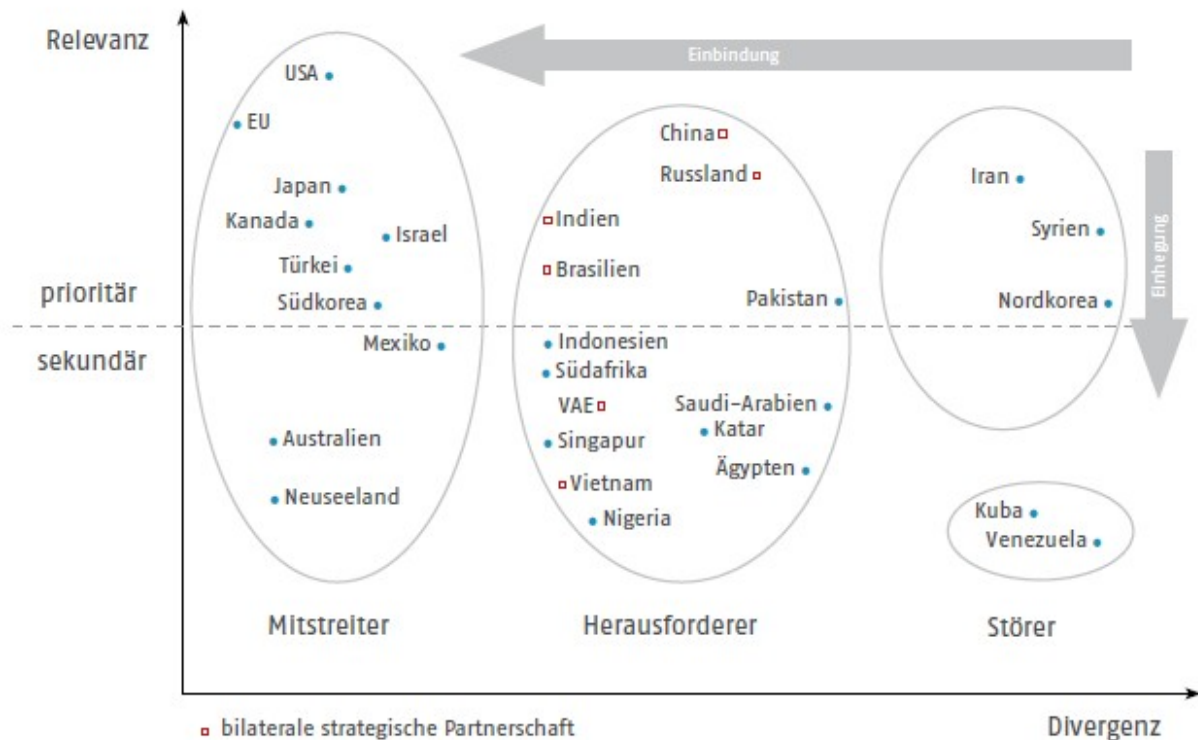 Relevanz
Einbindung
USA
EU
China
Russland
Iran
Japan
Kanada
Israel
Indien
Syrien
Türkei
Brasilien
Einhegung
prioritär
Südkorea
Pakistan
Nordkorea
sekundär
Mexiko
Indonesien
Südafrika
VAE
Saudi-Arabien
Australien
Singapur
Katar
Ägypten
Neuseeland
Vietnam
Nigeria
Kuba
Venezuela
Mitstreiter
Herausforderer
Störer
bilaterale strategische Partnerschaft
Divergenz